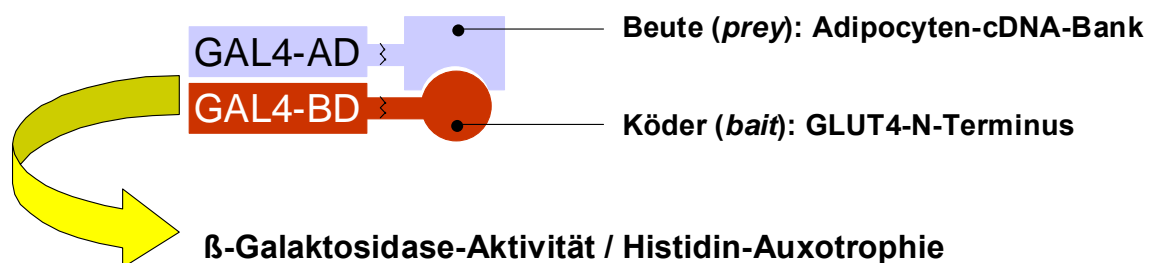 GAL4-AD
Beute (prey): Adipocyten-cDNA-Bank
GAL4-BD
Köder (bait): GLUT4-N-Terminus
ß-Galaktosidase-Aktivität / Histidin-Auxotrophie